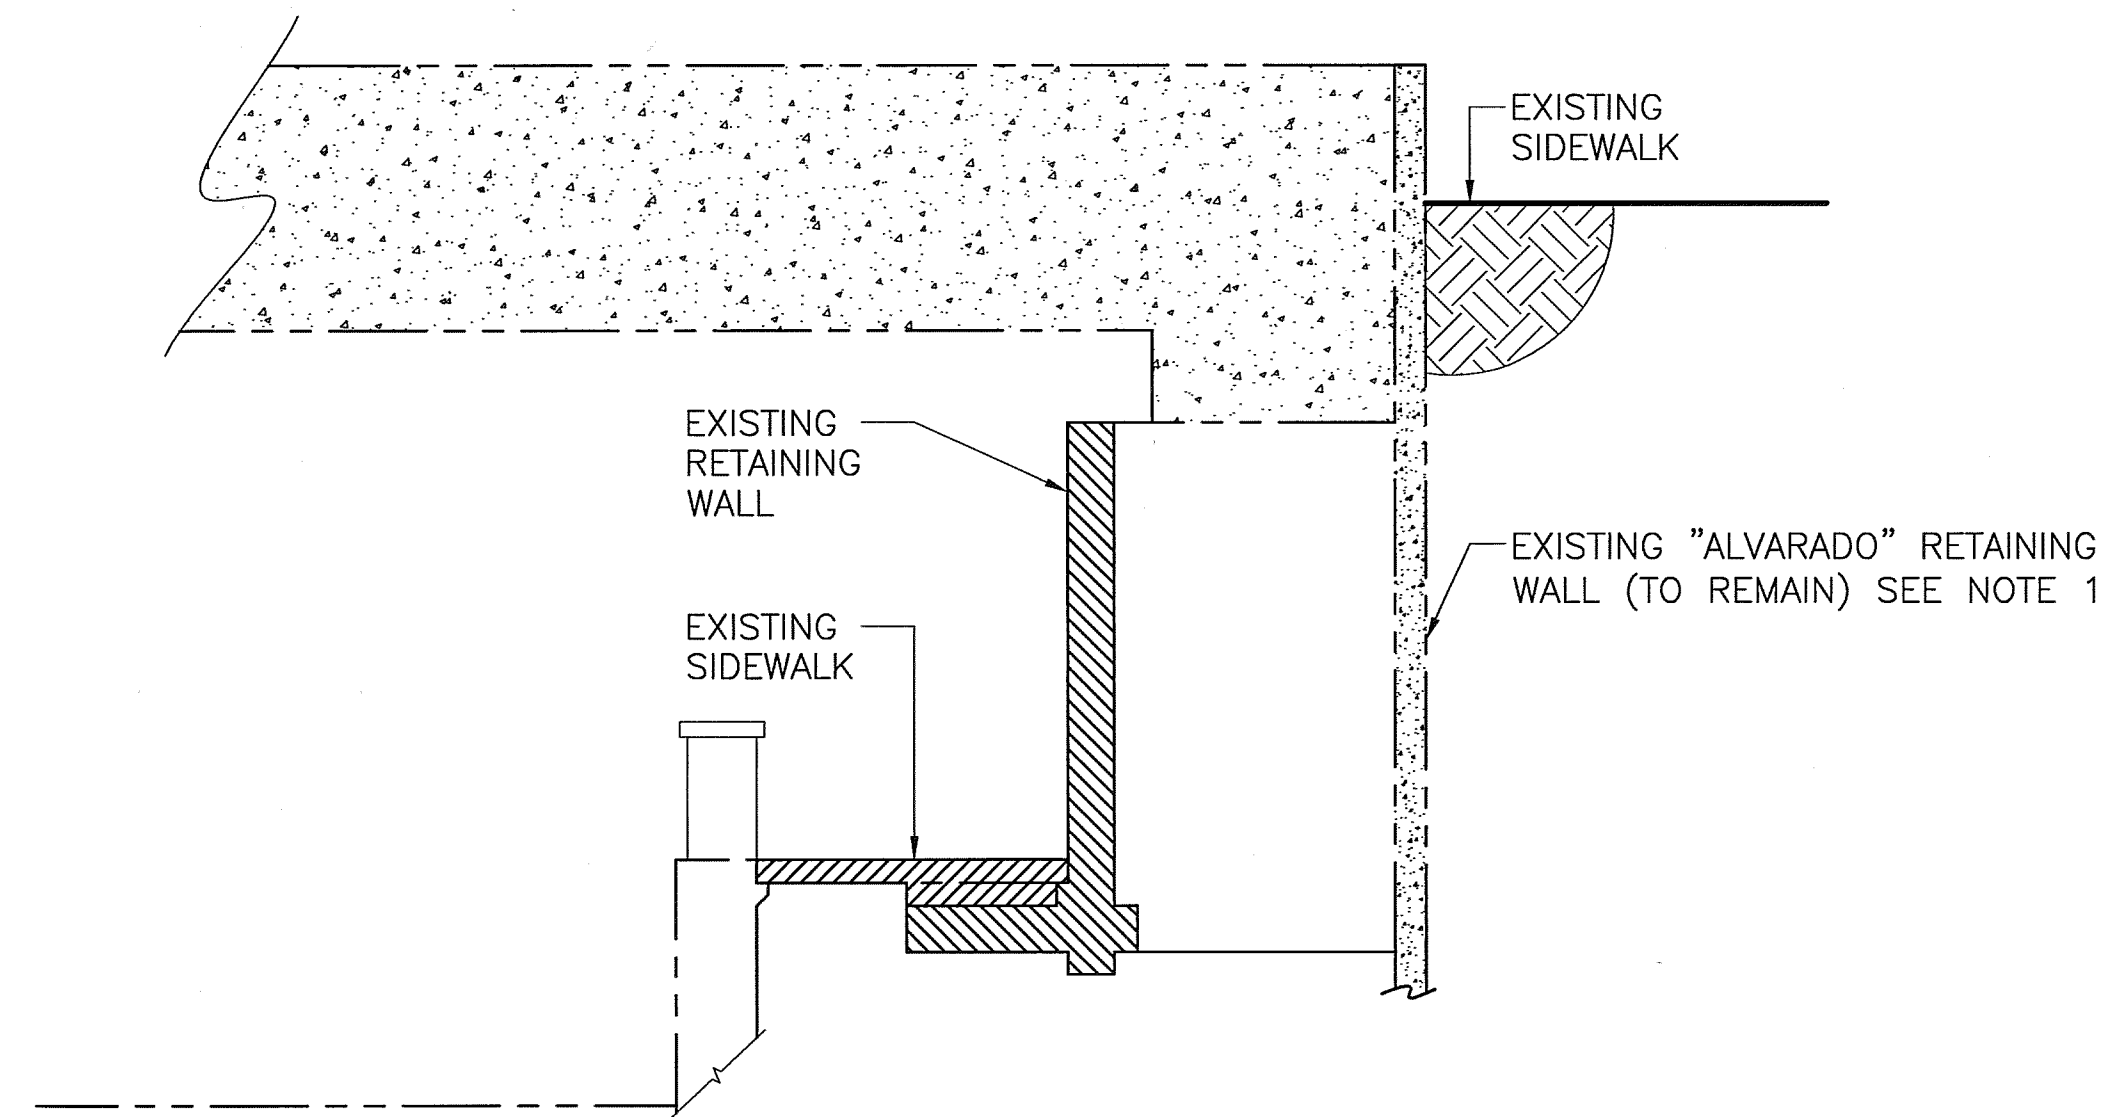 EXISTING
SIDEWALK
EXISTING
RETAINING
WALL
EXISTING "ALVARADO" RETAINING
WALL (TO REMAIN) SEE NOTE 1
EXISTING
SIDEWALK